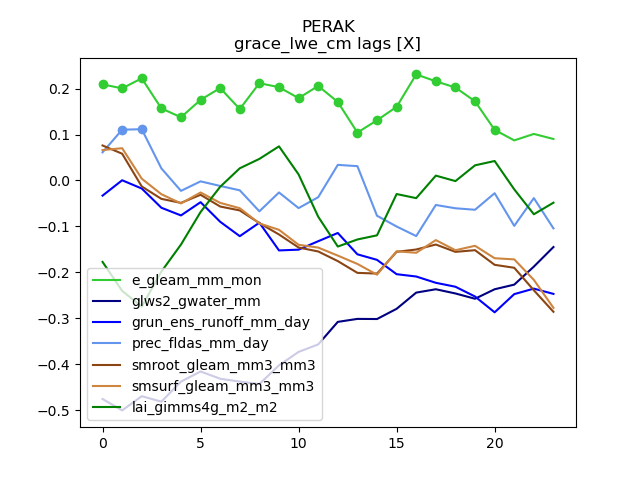 PERAK
grace_lwe_cm lags [X]
0.2
0.1
0.0
−0.1
−0.2
−0.3
−0.4
−0.5
e_gleam_mm_mon
glws2_gwater_mm
grun_ens_runoff_mm_day
prec_fldas_mm_day
smroot_gleam_mm3_mm3
smsurf_gleam_mm3_mm3
lai_gimms4g_m2_m2
0 5 10 15 20